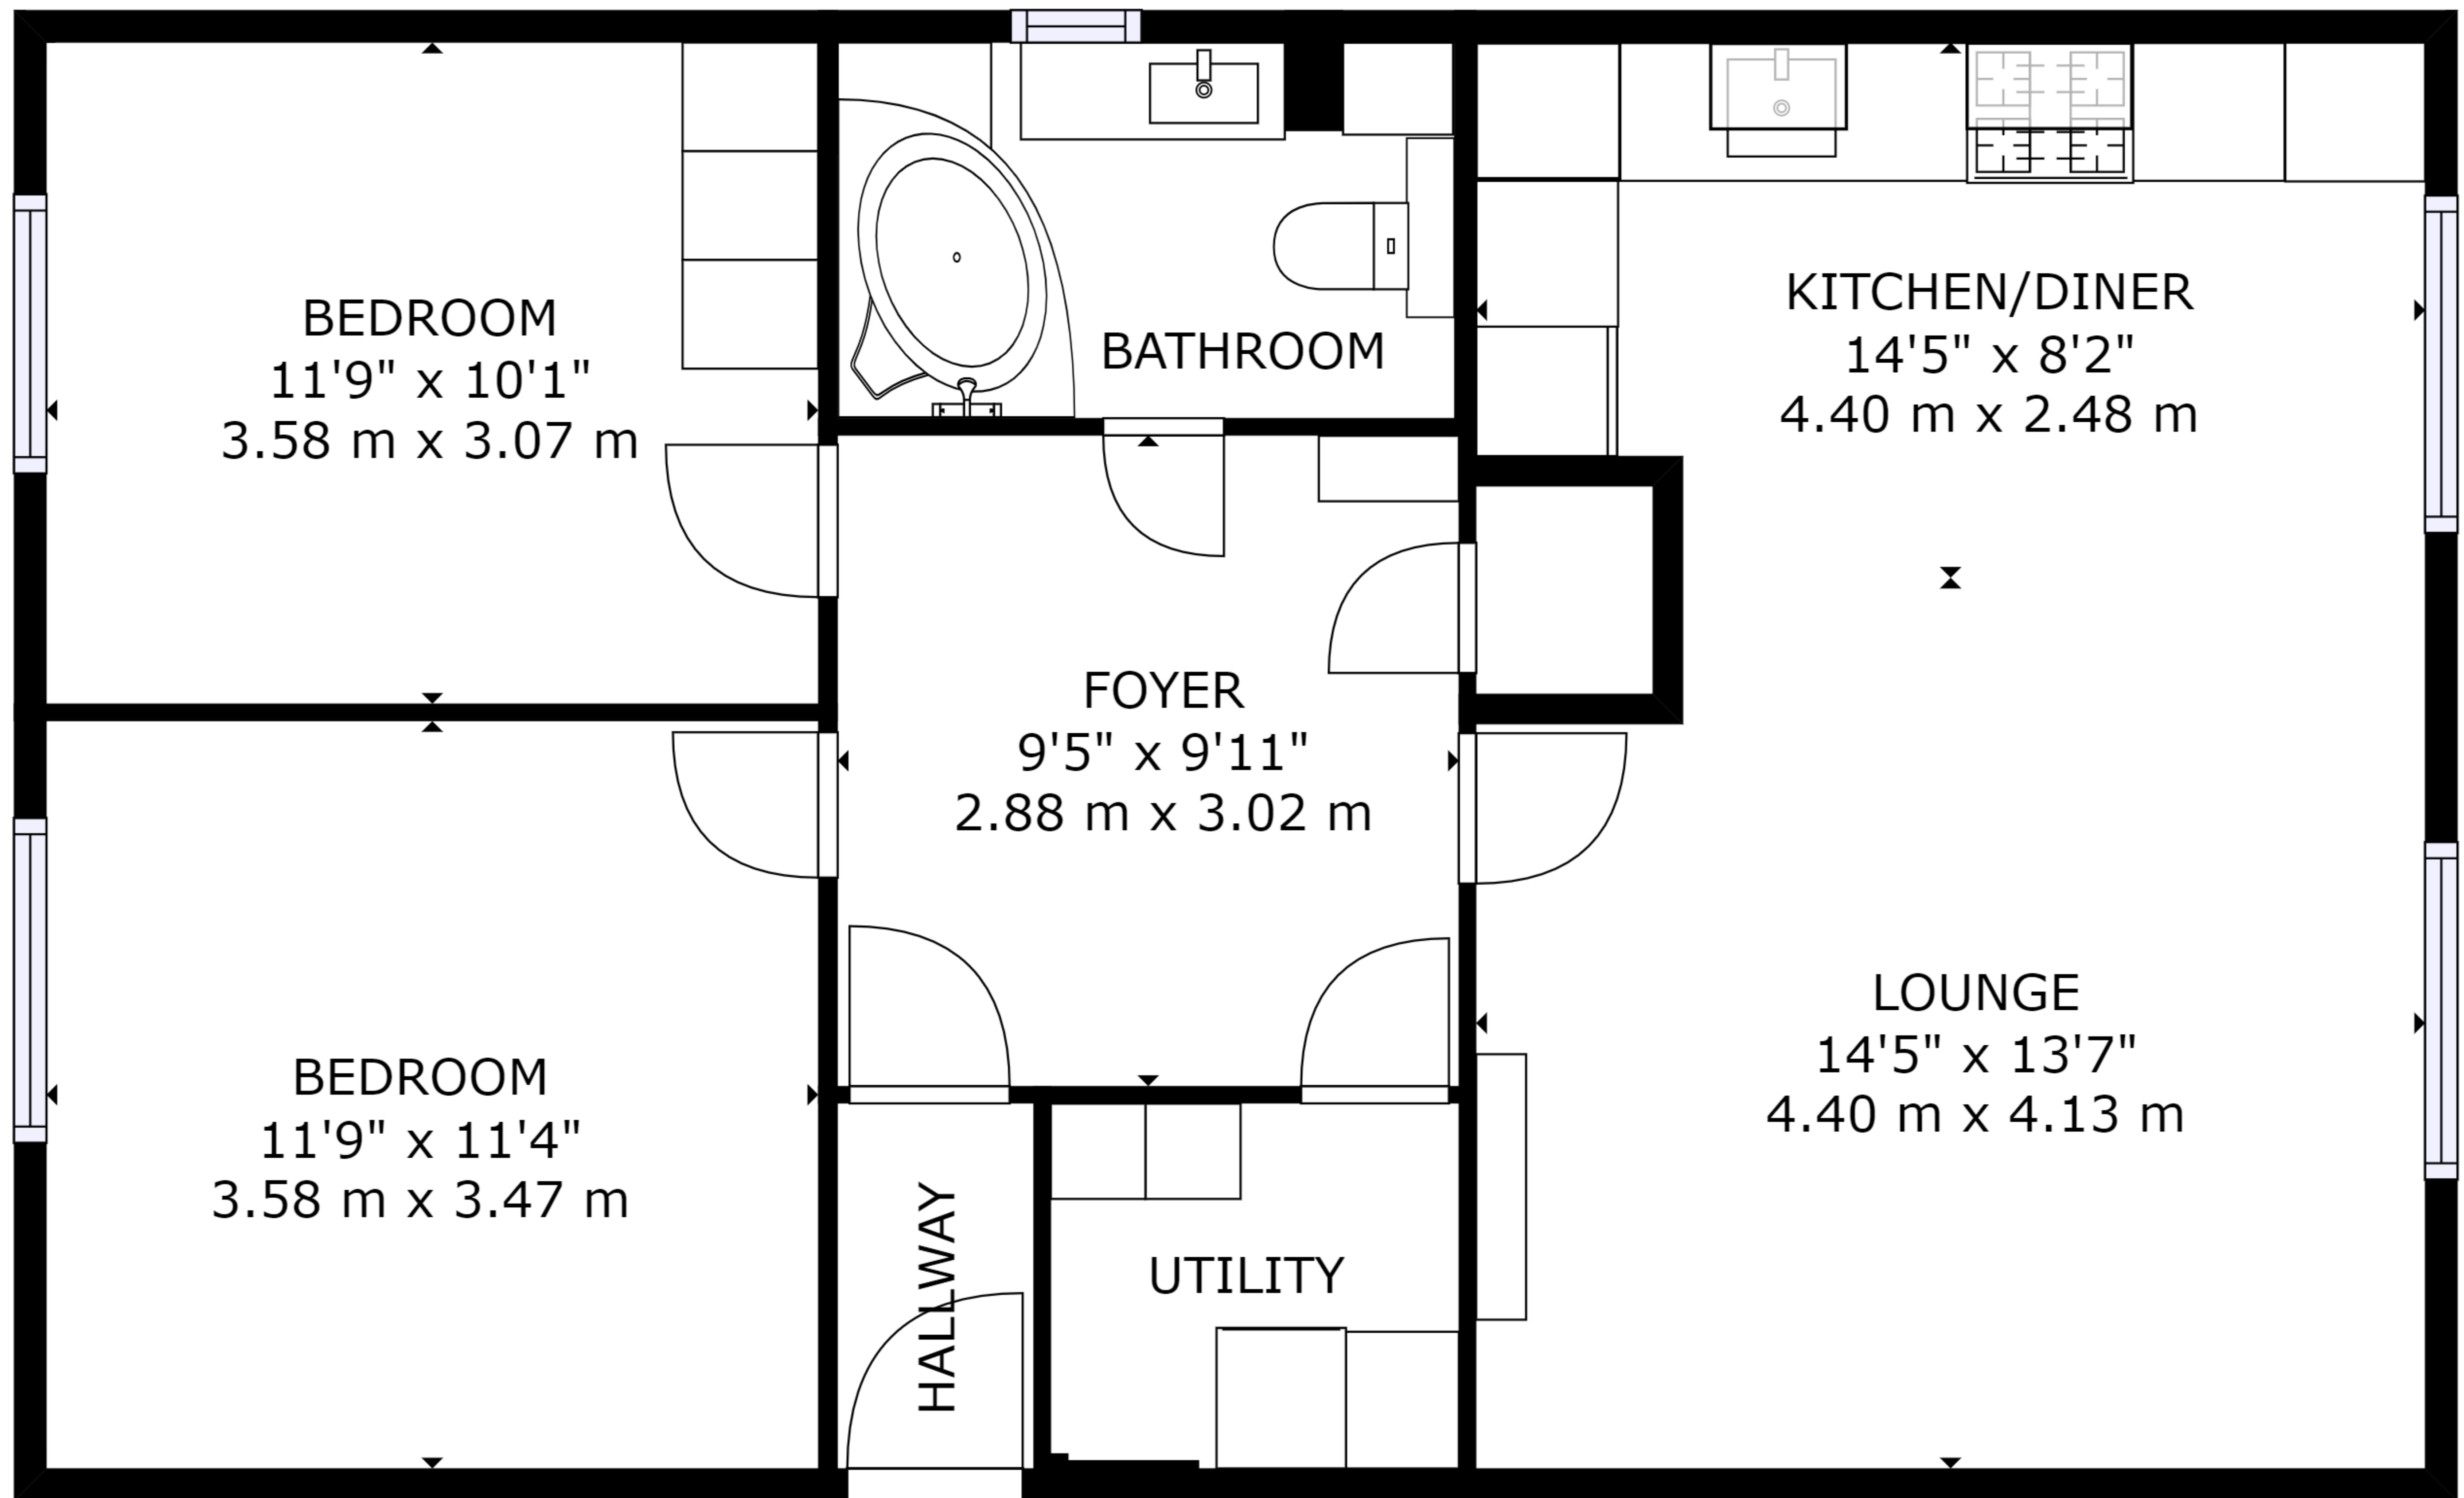 BEDROOM
11'9" x 10'1"
3.58 m x 3.07 m
BATHROOM
KITCHEN/DINER
14'5" x 8'2"
4.40 m x 2.48 m
FOYER
9'5" x 9'11"
2.88 m x 3.02 m
BEDROOM
11'9" x 11'4"
3.58 m x 3.47 m
HALLWAY
UTILITY
LOUNGE
14'5" x 13'7"
4.40 m x 4.13 m